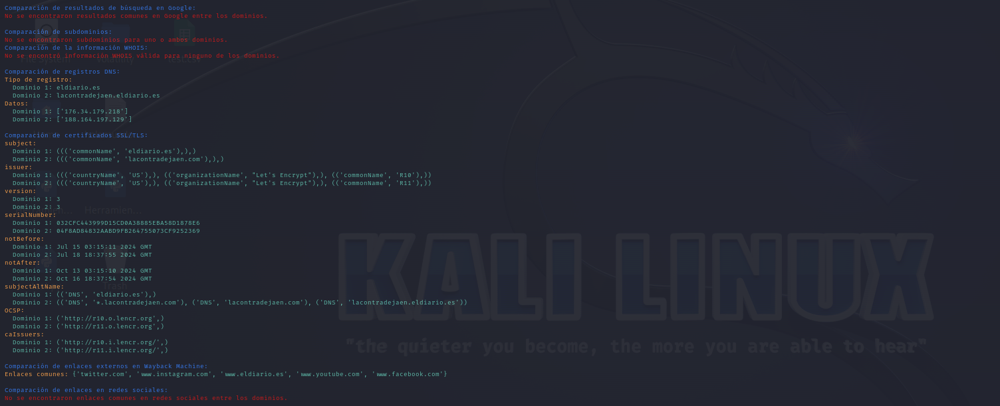 Comparación de resultados de búsqueda en Google:
No se encontraron resultados comunes en Google entre los dominios.
Comparación de subdominios:
No se encontraron subdominios para uno o ambos dominios.
Comparación de la información WHOIS:
No se encontró información WHOIS válida para ninguno de los dominios.
File System
Comparación de registros DNS:
Tipo de registro:
Dominio 1: eldiario.es
Dominio 2: lacontradejaen.eldiario.es
Datos:
Dominio 1: ['176.34.179.218']
Dominio 2: ['188.164.197.129']
Comparación de certificados SSL/TLS:
subject:
Dominio 1: ((('commonName', 'eldiario.es'),),)
Dominio 2: ((('commonName', 'lacontradejaen.com'),),)
issuer:
Dominio 1: ((('countryName', 'US'),), (('organizationName', "Let's Encrypt"),), (('commonName', 'R10'),))
Dominio 2: ((('countryName', 'US'),), (('organizationName', "Let's Encrypt"),), (('commonName', 'R11'),))
version:
Dominio 1: 3
Dominio 2: 3
Herramien...
serialNumber:
Dominio 1: 032CFC443999D15CD0A38885EBA58D1878E6
Dominio 2: 04F8AD84832AABD9FB264755073CF9252369
notBefore:
Dominio 1: Jul 15 03:15:11 2024 GMT
Dominio 2: Jul 18 18:37:55 2024 GMT
notAfter:
Dominio 1: Oct 13 03:15:10 2024 GMT
Dominio 2: Oct 16 18:37:54 2024 GMT
Trash
KALI LINUX
subjectAltName:
Dominio 1: (('DNS', 'eldiario.es'),)
Dominio 2: (('DNS', '*.lacontradejaen.com'), ('DNS', 'lacontradejaen.com'), ('DNS', 'lacontradejaen.eldiario.es'))
OCSP:
Dominio 1: ('http://r10.o.lencr.org',)
Dominio 2: ('http://r11.o.lencr.org',)
caIssuers:
Dominio 1: ('http://r10.i.lencr.org/',)
Dominio 2: ('http://r11.i.lencr.org/',)
"the quieter you become, the more you are able to hear"
Comparación de enlaces externos en Wayback Machine:
Enlaces comunes: {'twitter.com', 'www.instagram.com', 'www.eldiario.es', 'www.youtube.com', 'www.facebook.com'}
Comparación de enlaces en redes sociales:
No se encontraron enlaces comunes en redes sociales entre los dominios.